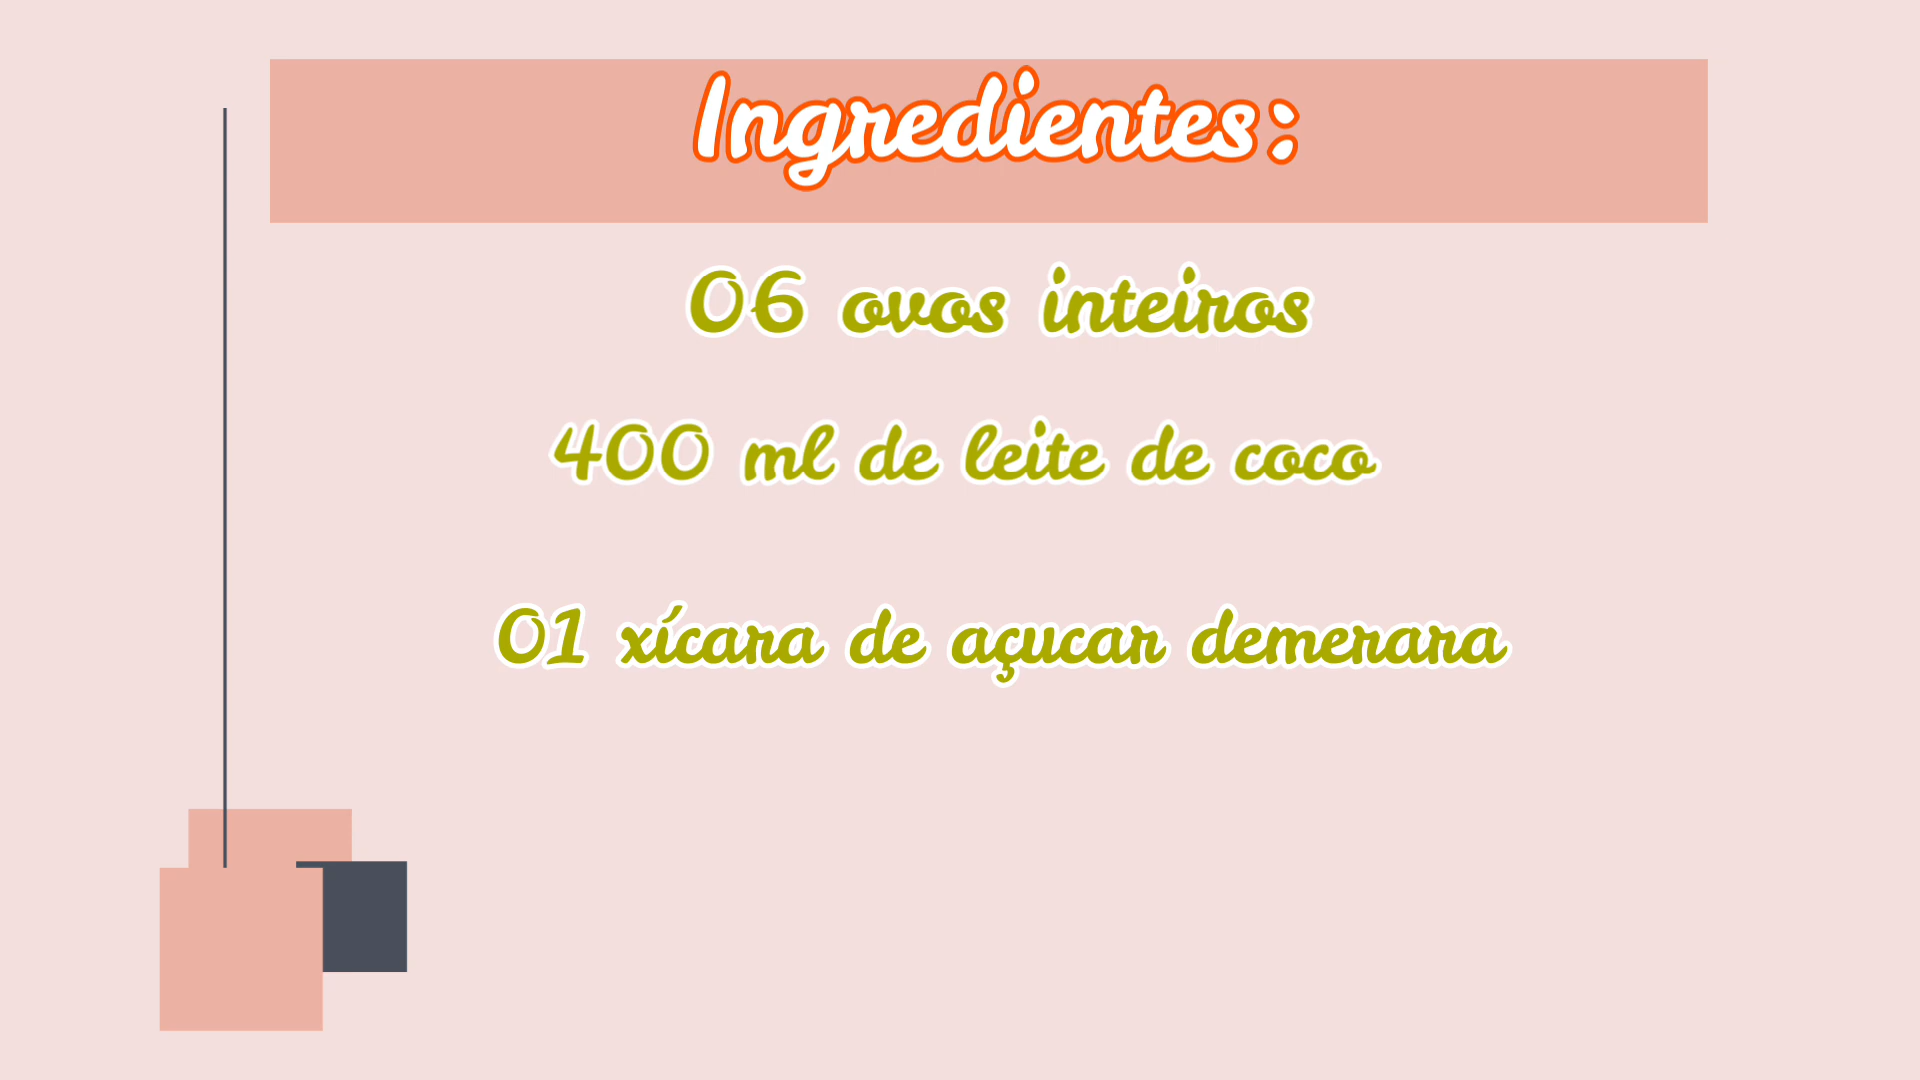 Ingredientes:
06 ovos inteiros
400 ml de leite de coco
01 xícara de açucar demerara